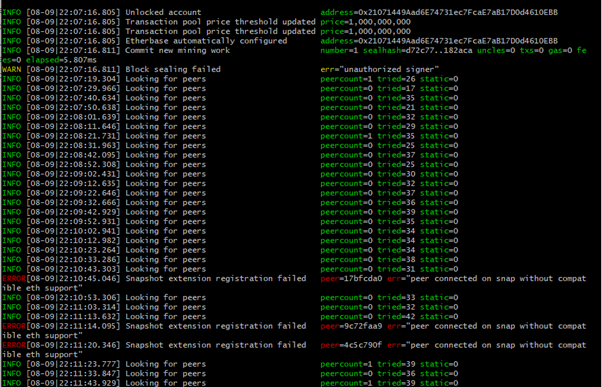 INFO [08-09|22:07:16.805] Unlocked account address=0x21071449Aad6E74731ec7FcaE7aB17D0d4610EBB
INFO [08-09|22:07:16.805] Transaction pool price threshold updated price=1,000,000,000
INFO [08-09|22:07:16.805] Transaction pool price threshold updated price=1,000,000,000
INFO [08-09|22:07:16.805] Etherbase automatically configured address=0x21071449Aad6E74731ec7FcaE7aB17D0d4610EBB
INFO [08-09|22:07:16.811] Commit new mining work number=1 sealhash=d72c77..182aca uncles=0 txs=0 gas=0 fe
es=0 elapsed=5.807ms
WARN [08-09|22:07:16.811] Block sealing failed err="unauthorized signer"
INFO [08-09|22:07:19.304] Looking for peers peercount=1 tried=26 static=0
INFO [08-09|22:07:29.966] Looking for peers peercount=0 tried=17 static=0
INFO [08-09|22:07:40.634] Looking for peers peercount=0 tried=35 static=0
INFO [08-09|22:07:50.638] Looking for peers peercount=0 tried=21 static=0
INFO [08-09|22:08:01.639] Looking for peers peercount=0 tried=32 static=0
INFO [08-09|22:08:11.646] Looking for peers peercount=0 tried=29 static=0
INFO [08-09|22:08:21.731] Looking for peers peercount=1 tried=35 static=0
INFO [08-09|22:08:31.963] Looking for peers peercount=0 tried=25 static=0
INFO [08-09|22:08:42.095] Looking for peers peercount=0 tried=37 static=0
INFO [08-09|22:08:52.308] Looking for peers peercount=0 tried=25 static=0
INFO [08-09|22:09:02.431] Looking for peers peercount=0 tried=30 static=0
INFO [08-09|22:09:12.635] Looking for peers peercount=0 tried=32 static=0
INFO [08-09|22:09:22.646] Looking for peers peercount=0 tried=37 static=0
INFO [08-09|22:09:32.666] Looking for peers peercount=0 tried=36 static=0
INFO [08-09|22:09:42.929] Looking for peers peercount=0 tried=39 static=0
INFO [08-09|22:09:52.931] Looking for peers peercount=0 tried=35 static=0
INFO [08-09|22:10:02.941] Looking for peers peercount=0 tried=34 static=0
INFO [08-09|22:10:12.982] Looking for peers peercount=0 tried=34 static=0
INFO [08-09|22:10:23.264] Looking for peers peercount=0 tried=34 static=0
INFO [08-09|22:10:33.286] Looking for peers peercount=0 tried=38 static=0
INFO [08-09|22:10:43.303] Looking for peers peercount=0 tried=31 static=0
ERROR[08-09|22:10:45.046] Snapshot extension registration failed peer=17bfcda0 err="peer connected on snap without compat
ible eth support"
INFO [08-09|22:10:53.306] Looking for peers peercount=0 tried=33 static=0
INFO [08-09|22:11:03.314] Looking for peers peercount=0 tried=32 static=0
INFO [08-09|22:11:13.632] Looking for peers peercount=0 tried=42 static=0
ERROR[08-09|22:11:14.095] Snapshot extension registration failed peer=9c72faa9 err="peer connected on snap without compat
ible eth support"
ERROR[08-09|22:11:20.346] Snapshot extension registration failed peer=4c5c790f err="peer connected on snap without compat
ible eth support"
INFO [08-09|22:11:23.777] Looking for peers peercount=1 tried=39 static=0
INFO [08-09|22:11:33.847] Looking for peers peercount=0 tried=36 static=0
INFO [08-09|22:11:43.929] Looking for peers peercount=1 tried=39 static=0